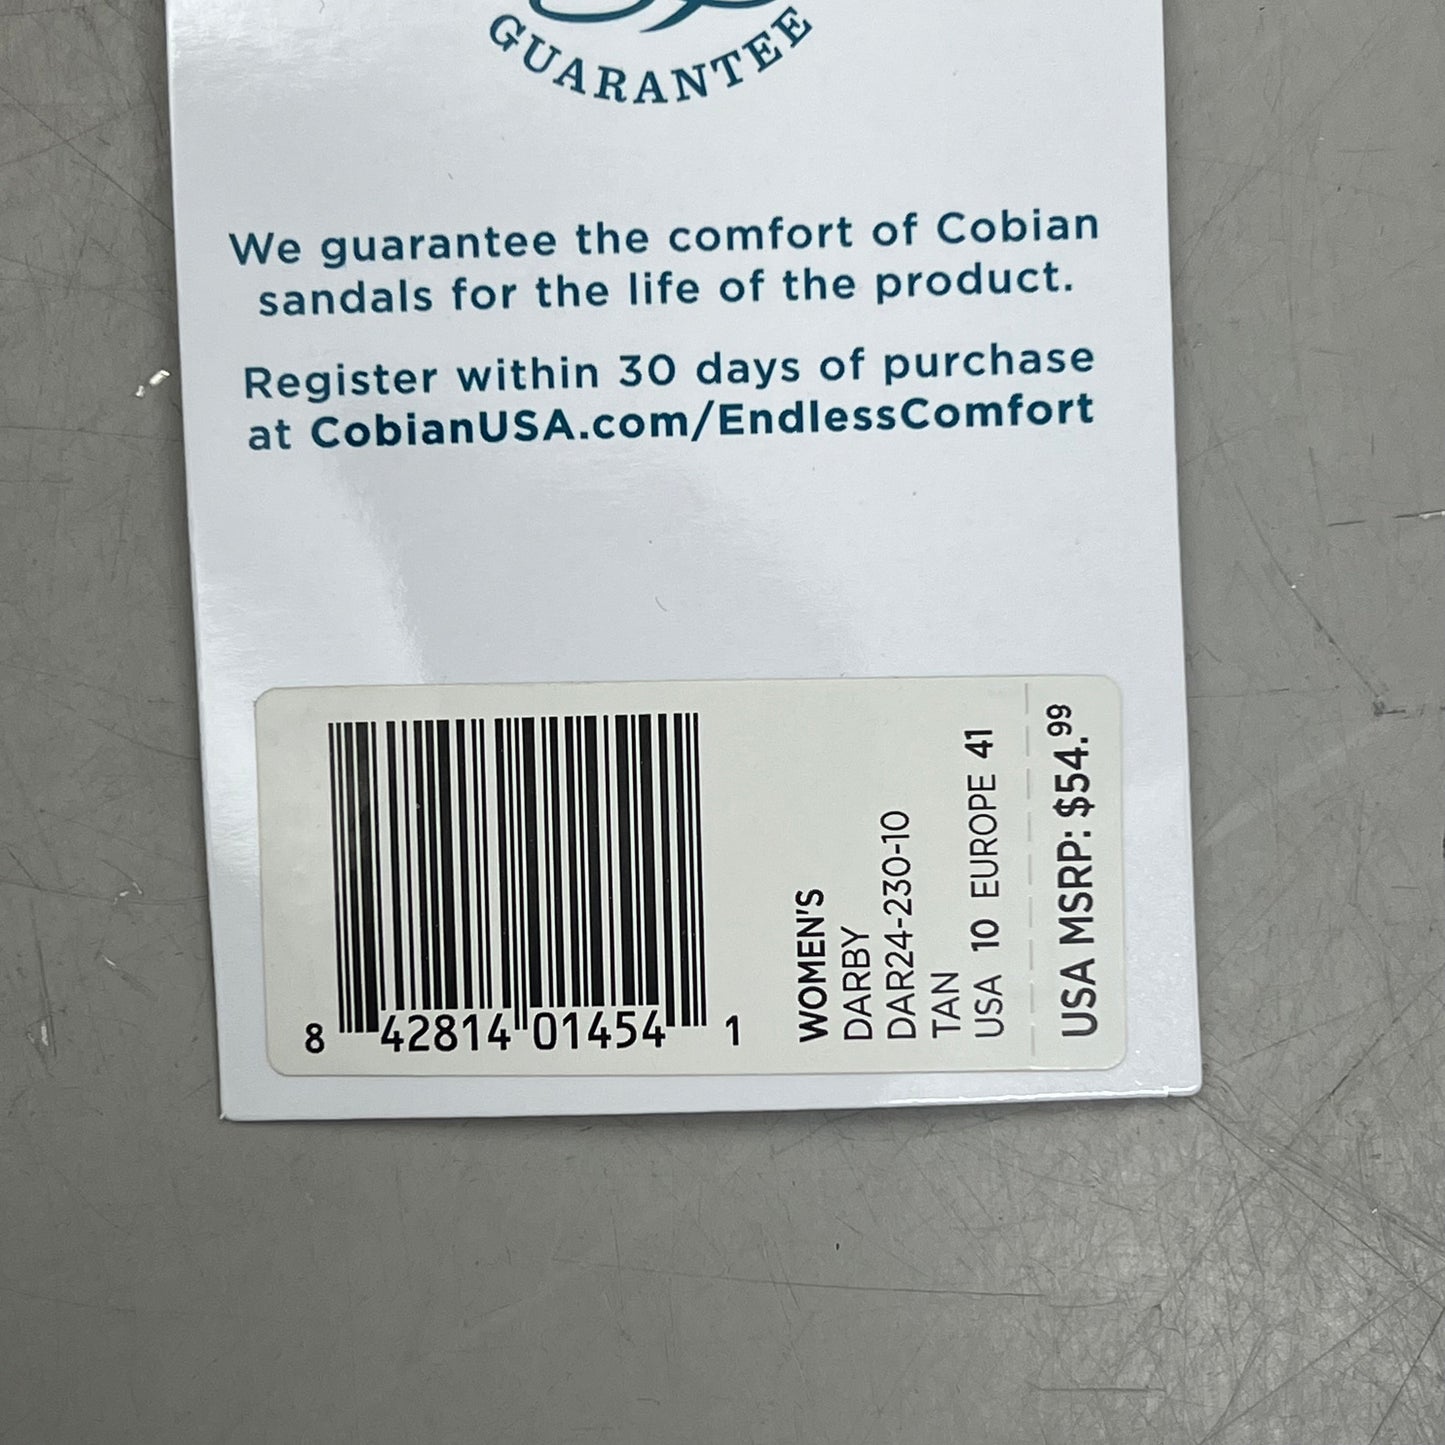 GUARANTEE
We guarantee the comfort of Cobian
sandals for the life of the product.
Register within 30 days of purchase
at CobianUSA.com/EndlessComfort
8 42814 01454 1
WOMEN'S
DARBY
DAR24-230-10
TAN
USA 10 EUROPE 41
USA MSRP: $54.99